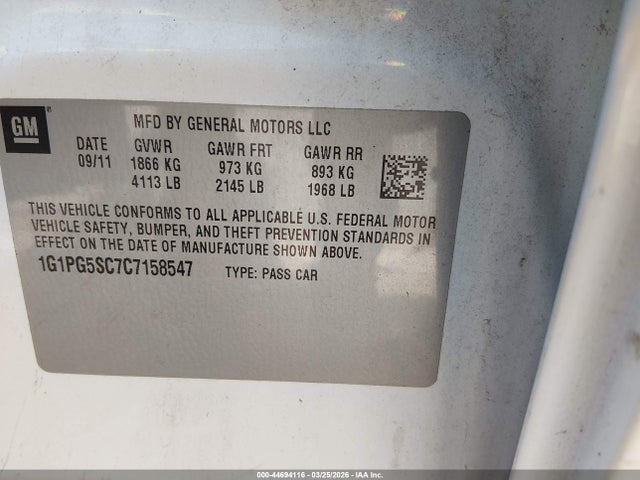 GM
MFD BY GENERAL MOTORS LLC
DATE GVWR GAWR FRT GAWR RR
09/11 1866 KG 973 KG 893 KG
4113 LB 2145 LB 1968 LB
THIS VEHICLE CONFORMS TO ALL APPLICABLE U.S. FEDERAL MOTOR
VEHICLE SAFETY, BUMPER, AND THEFT PREVENTION STANDARDS IN
EFFECT ON THE DATE OF MANUFACTURE SHOWN ABOVE.
1G1PG5SC7C7158547 TYPE: PASS CAR
000-44694116 - 03/25/2026 - IAA Inc.